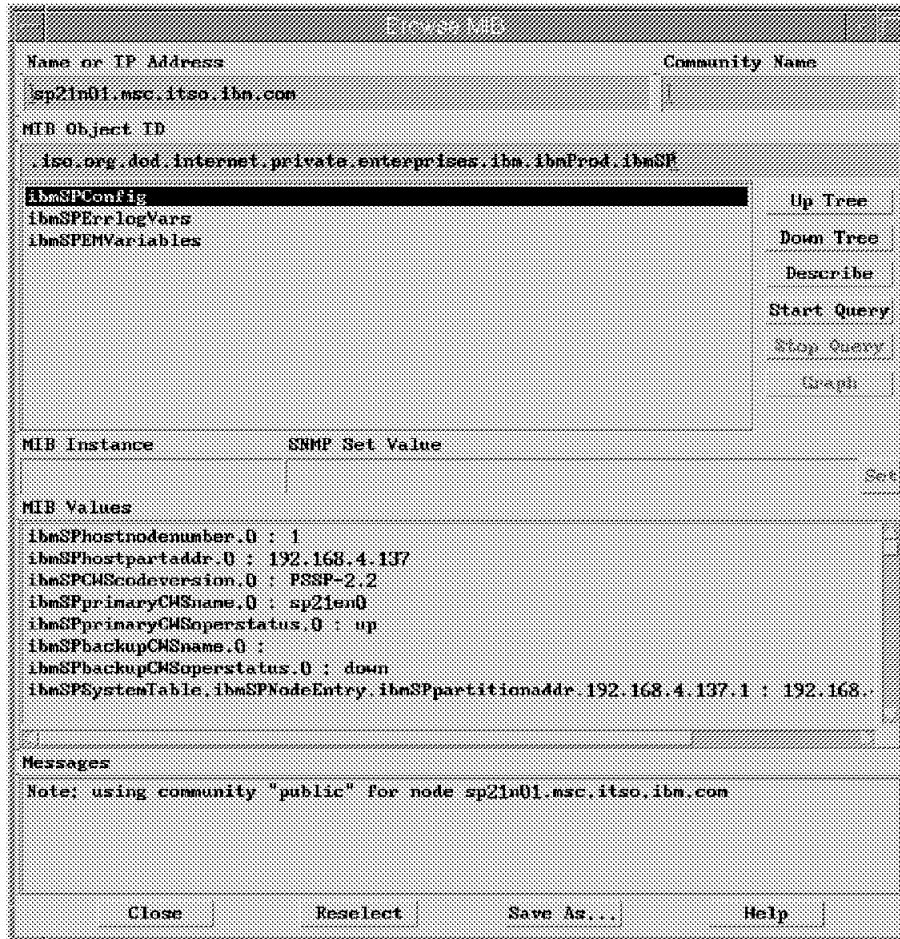 Browse MIB
Name or IP Address
Community Name
sp21n01.msc.itso.ibm.com
MIB Object ID
.iso.org.dod.internet.private.enterprises.ibm.ibmProd.ibmSP
ibmSPConfig
ibmSPErrlogVars
ibmSPEMVariables
Up Tree
Down Tree
Describe
Start Query
Stop Query
Graph
MIB Instance
SNMP Set Value
Set
MIB Values
ibmSPhostnodenumber.0 : 1
ibmSPhostpartaddr.0 : 192.168.4.137
ibmSPCWScodeversion.0 : PSSP-2.2
ibmSPprimaryCWSname.0 : sp21en0
ibmSPprimaryCWSoperstatus.0 : up
ibmSPbackupCWSname.0 :
ibmSPbackupCWSoperstatus.0 : down
ibmSPSystemTable.ibmSPNodeEntry.ibmSPpartitionaddr.192.168.4.137.1 : 192.168.
Messages
Note: using community "public" for node sp21n01.msc.itso.ibm.com
Close
Reselect
Save As...
Help